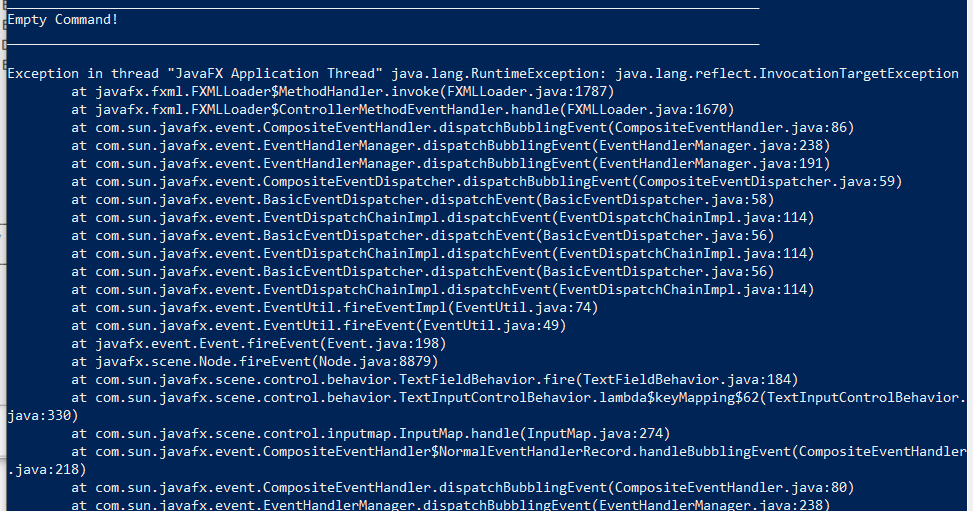 Empty Command!
Exception in thread "JavaFX Application Thread" java.lang.RuntimeException: java.lang.reflect.InvocationTargetException
at javafx.fxml.FXMLLoader$MethodHandler.invoke(FXMLLoader.java:1787)
at javafx.fxml.FXMLLoader$ControllerMethodEventHandler.handle(FXMLLoader.java:1670)
at com.sun.javafx.event.CompositeEventHandler.dispatchBubblingEvent(CompositeEventHandler.java:86)
at com.sun.javafx.event.EventHandlerManager.dispatchBubblingEvent(EventHandlerManager.java:238)
at com.sun.javafx.event.EventHandlerManager.dispatchBubblingEvent(EventHandlerManager.java:191)
at com.sun.javafx.event.CompositeEventDispatcher.dispatchBubblingEvent(CompositeEventDispatcher.java:59)
at com.sun.javafx.event.BasicEventDispatcher.dispatchEvent(BasicEventDispatcher.java:58)
at com.sun.javafx.event.EventDispatchChainImpl.dispatchEvent(EventDispatchChainImpl.java:114)
at com.sun.javafx.event.BasicEventDispatcher.dispatchEvent(BasicEventDispatcher.java:56)
at com.sun.javafx.event.EventDispatchChainImpl.dispatchEvent(EventDispatchChainImpl.java:114)
at com.sun.javafx.event.BasicEventDispatcher.dispatchEvent(BasicEventDispatcher.java:56)
at com.sun.javafx.event.EventDispatchChainImpl.dispatchEvent(EventDispatchChainImpl.java:114)
at com.sun.javafx.event.EventUtil.fireEventImpl(EventUtil.java:74)
at com.sun.javafx.event.EventUtil.fireEvent(EventUtil.java:49)
at javafx.event.Event.fireEvent(Event.java:198)
at javafx.scene.Node.fireEvent(Node.java:8879)
at com.sun.javafx.scene.control.behavior.TextFieldBehavior.fire(TextFieldBehavior.java:184)
at com.sun.javafx.scene.control.behavior.TextInputControlBehavior.lambda$keyMapping$62(TextInputControlBehavior.
java:330)
at com.sun.javafx.scene.control.inputmap.InputMap.handle(InputMap.java:274)
at com.sun.javafx.event.CompositeEventHandler$NormalEventHandlerRecord.handleBubblingEvent(CompositeEventHandler
.java:218)
at com.sun.javafx.event.CompositeEventHandler.dispatchBubblingEvent(CompositeEventHandler.java:80)
at com.sun.javafx.event.EventHandlerManager.dispatchBubblingEvent(EventHandlerManager.java:238)